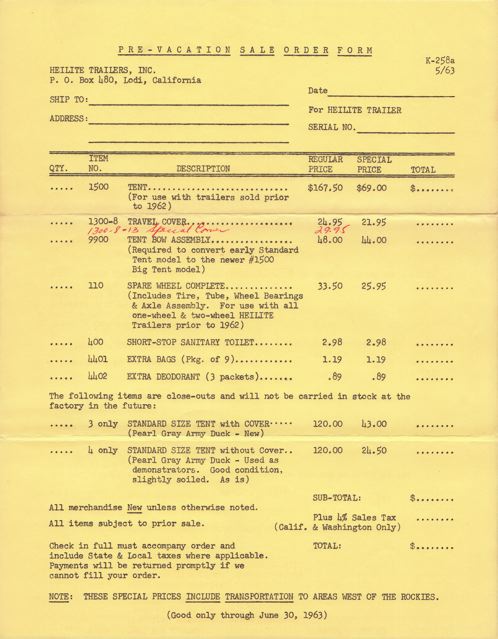 PRE-VACATION SALE ORDER FORM
K-258a
HEILITE TRAILERS, INC. 5/63
P. O. Box 480, Lodi, California
Date
SHIP TO:
For HEILITE TRAILER
ADDRESS:
SERIAL NO.
ITEM REGULAR SPECIAL
QTY. NO. DESCRIPTION PRICE PRICE TOTAL
..... 1500 TENT............................ $167.50 $69.00 $........
(For use with trailers sold prior
to 1962)
..... 1300-8 TRAVEL COVER.................... 24.95 21.95 ........
1300-8-13 Special Cover 29.95
..... 9900 TENT BOW ASSEMBLY............... 48.00 44.00 ........
(Required to convert early Standard
Tent model to the newer #1500
Big Tent model)
..... 110 SPARE WHEEL COMPLETE............. 33.50 25.95 ........
(Includes Tire, Tube, Wheel Bearings
& Axle Assembly. For use with all
one-wheel & two-wheel HEILITE
Trailers prior to 1962)
..... 400 SHORT-STOP SANITARY TOILET....... 2.98 2.98 ........
..... 4401 EXTRA BAGS (Pkg. of 9)........... 1.19 1.19 ........
..... 4402 EXTRA DEODORANT (3 packets)...... .89 .89 ........
The following items are close-outs and will not be carried in stock at the
factory in the future:
..... 3 only STANDARD SIZE TENT with COVER..... 120.00 43.00 ........
(Pearl Gray Army Duck - New)
..... 4 only STANDARD SIZE TENT without Cover.. 120.00 24.50 ........
(Pearl Gray Army Duck - Used as
demonstrators. Good condition,
slightly soiled. As is)
SUB-TOTAL: $........
All merchandise New unless otherwise noted.
Plus 4% Sales Tax ........
All items subject to prior sale. (Calif. & Washington Only)
Check in full must accompany order and TOTAL: $........
include State & Local taxes where applicable.
Payments will be returned promptly if we
cannot fill your order.
NOTE: THESE SPECIAL PRICES INCLUDE TRANSPORTATION TO AREAS WEST OF THE ROCKIES.
(Good only through June 30, 1963)